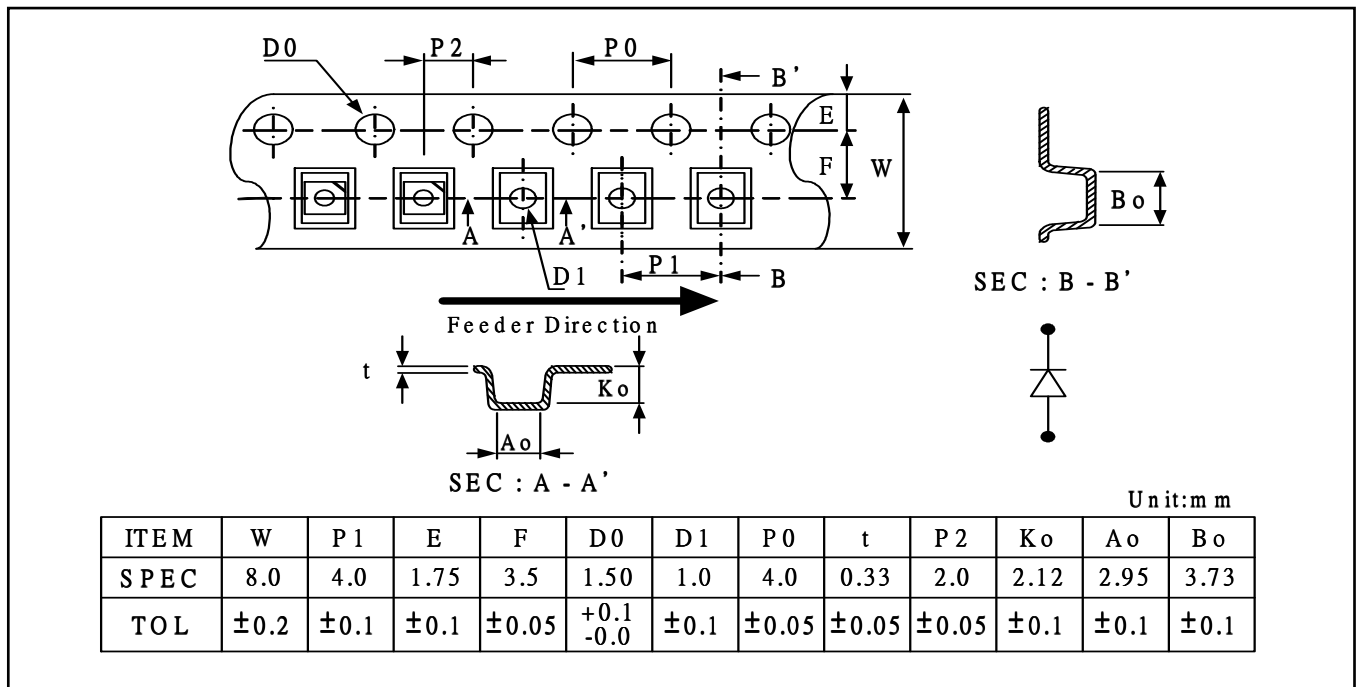 D0 P2 P0 B'
E
F W
A A'
D1 P1 B
Feeder Direction
Bo
SEC : B - B'
t Ko
Ao
SEC : A - A'
Unit:mm
ITEM W P1 E F D0 D1 P0 t P2 Ko Ao Bo
SPEC 8.0 4.0 1.75 3.5 1.50 1.0 4.0 0.33 2.0 2.12 2.95 3.73
TOL ±0.2 ±0.1 ±0.1 ±0.05 +0.1 -0.0 ±0.1 ±0.05 ±0.05 ±0.05 ±0.1 ±0.1 ±0.1